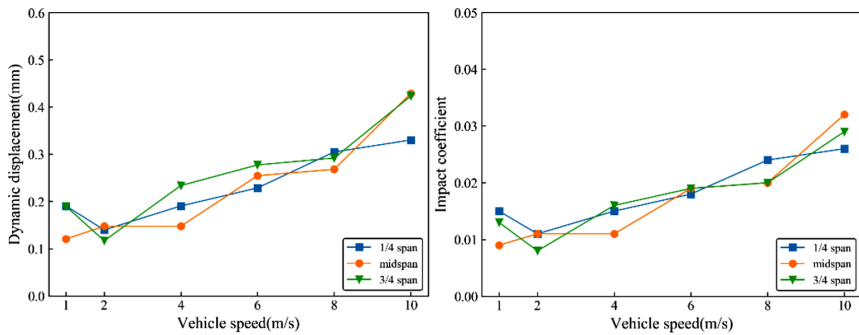 0.6
0.5
0.4
0.3
0.2
0.1
0.0
Dynamic displacement(mm)
1 2 4 6 8 10
Vehicle speed(m/s)
1/4 span
midspan
3/4 span
0.05
0.04
0.03
0.02
0.01
0.00
Impact coefficient
1 2 4 6 8 10
Vehicle speed(m/s)
1/4 span
midspan
3/4 span